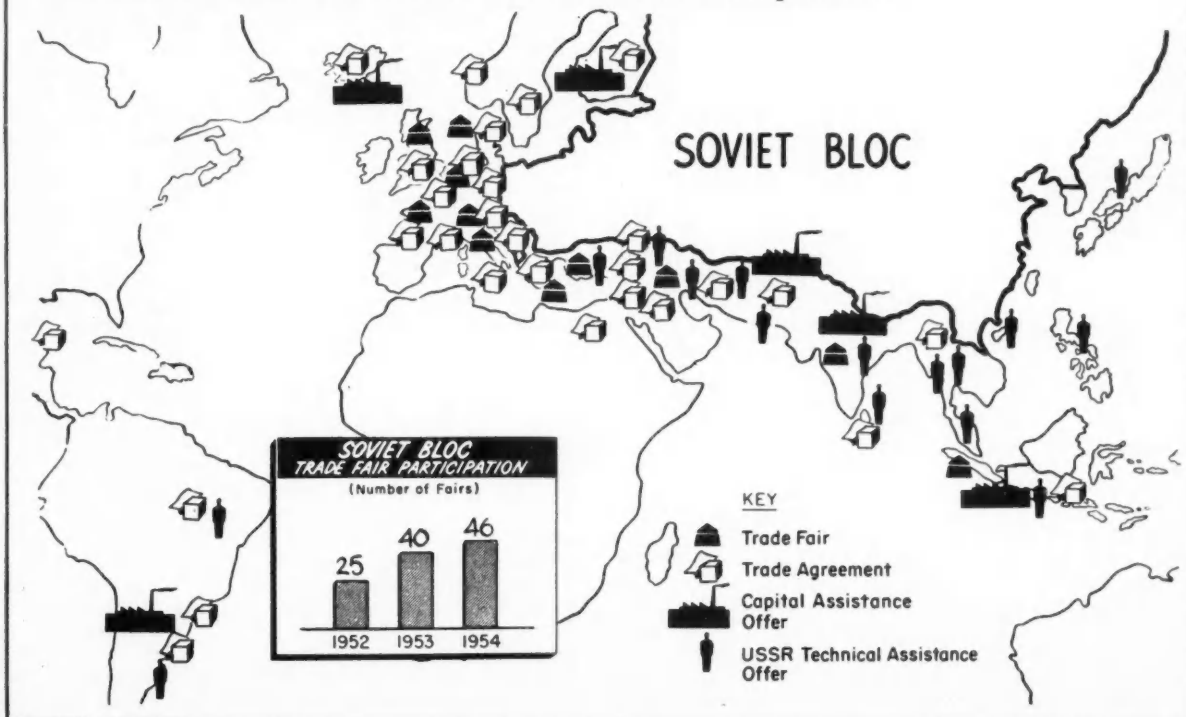 SOVIET BLOC
SOVIET BLOC
TRADE FAIR PARTICIPATION
(Number of Fairs)
25
40
46
1952
1953
1954
KEY
Trade Fair
Trade Agreement
Capital Assistance
Offer
USSR Technical Assistance
Offer